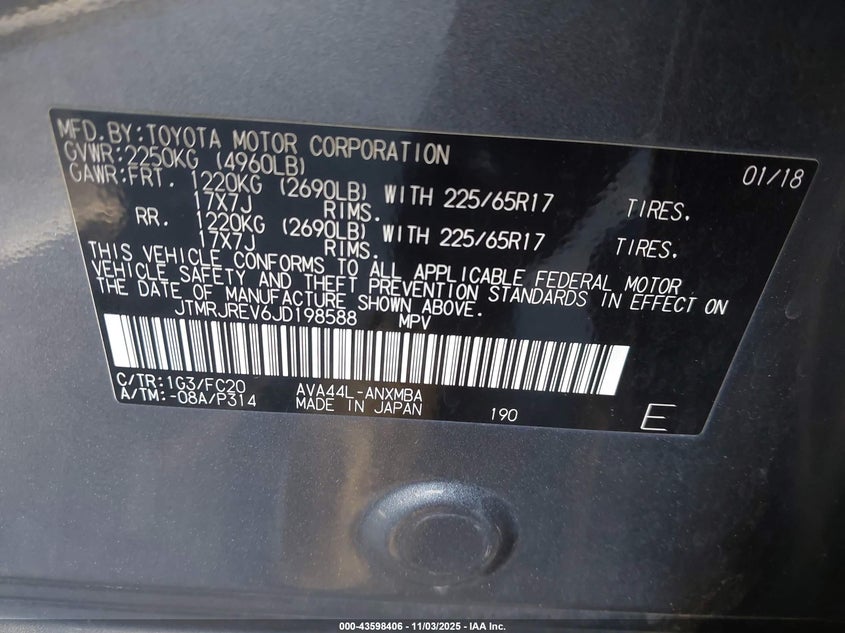 MFD.BY:TOYOTA MOTOR CORPORATION 01/18
GVWR:2250KG (4960LB)
GAWR:FRT. 1220KG (2690LB) WITH 225/65R17 TIRES.
17X7J RIMS.
RR. 1220KG (2690LB) WITH 225/65R17 TIRES.
17X7J RIMS.
THIS VEHICLE CONFORMS TO ALL APPLICABLE FEDERAL MOTOR
VEHICLE SAFETY AND THEFT PREVENTION STANDARDS IN EFFECT ON
THE DATE OF MANUFACTURE SHOWN ABOVE.
JTMRJREV6JD198588 MPV
C/TR:1G3/FC20 AVA44L-ANXMBA
A/TM:-08A/P314 MADE IN JAPAN 190 E
000-43598406 - 11/03/2025 - IAA Inc.